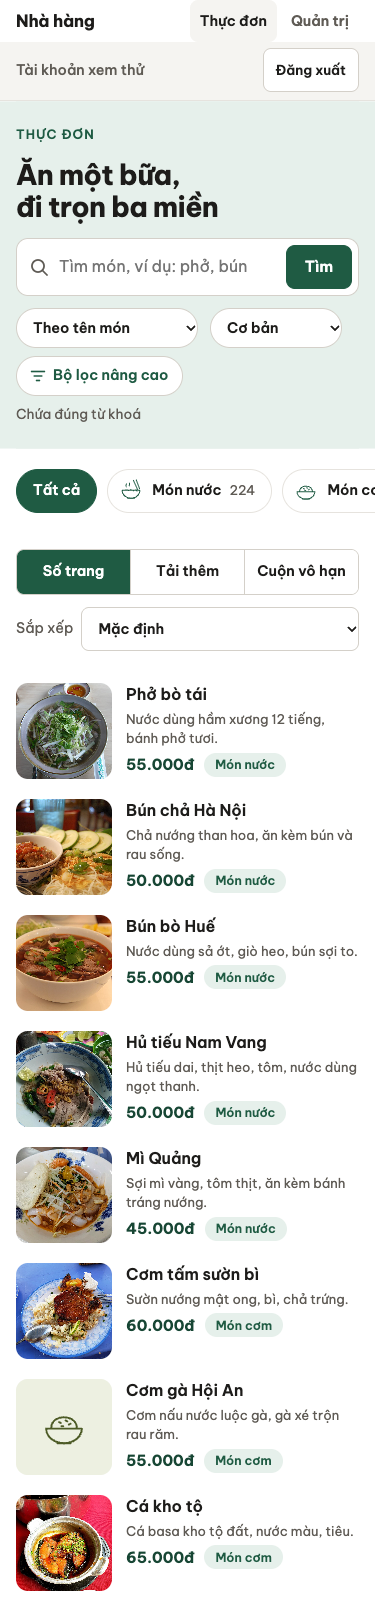 Nhà hàng
Thực đơn
Quản trị
Tài khoản xem thử
Đăng xuất
THỰC ĐƠN
Ăn một bữa,
đi trọn ba miền
Tìm món, ví dụ: phở, bún
Tìm
Theo tên món
Cơ bản
Bộ lọc nâng cao
Chứa đúng từ khoá
Tất cả
Món nước 224
Món cơ
Số trang
Tải thêm
Cuộn vô hạn
Sắp xếp
Mặc định
Phở bò tái
Nước dùng hầm xương 12 tiếng,
bánh phở tươi.
55.000đ Món nước
Bún chả Hà Nội
Chả nướng than hoa, ăn kèm bún và
rau sống.
50.000đ Món nước
Bún bò Huế
Nước dùng sả ớt, giò heo, bún sợi to.
55.000đ Món nước
Hủ tiếu Nam Vang
Hủ tiếu dai, thịt heo, tôm, nước dùng
ngọt thanh.
50.000đ Món nước
Mì Quảng
Sợi mì vàng, tôm thịt, ăn kèm bánh
tráng nướng.
45.000đ Món nước
Cơm tấm sườn bì
Sườn nướng mật ong, bì, chả trứng.
60.000đ Món cơm
Cơm gà Hội An
Cơm nấu nước luộc gà, gà xé trộn
rau răm.
55.000đ Món cơm
Cá kho tộ
Cá basa kho tộ đất, nước màu, tiêu.
65.000đ Món cơm